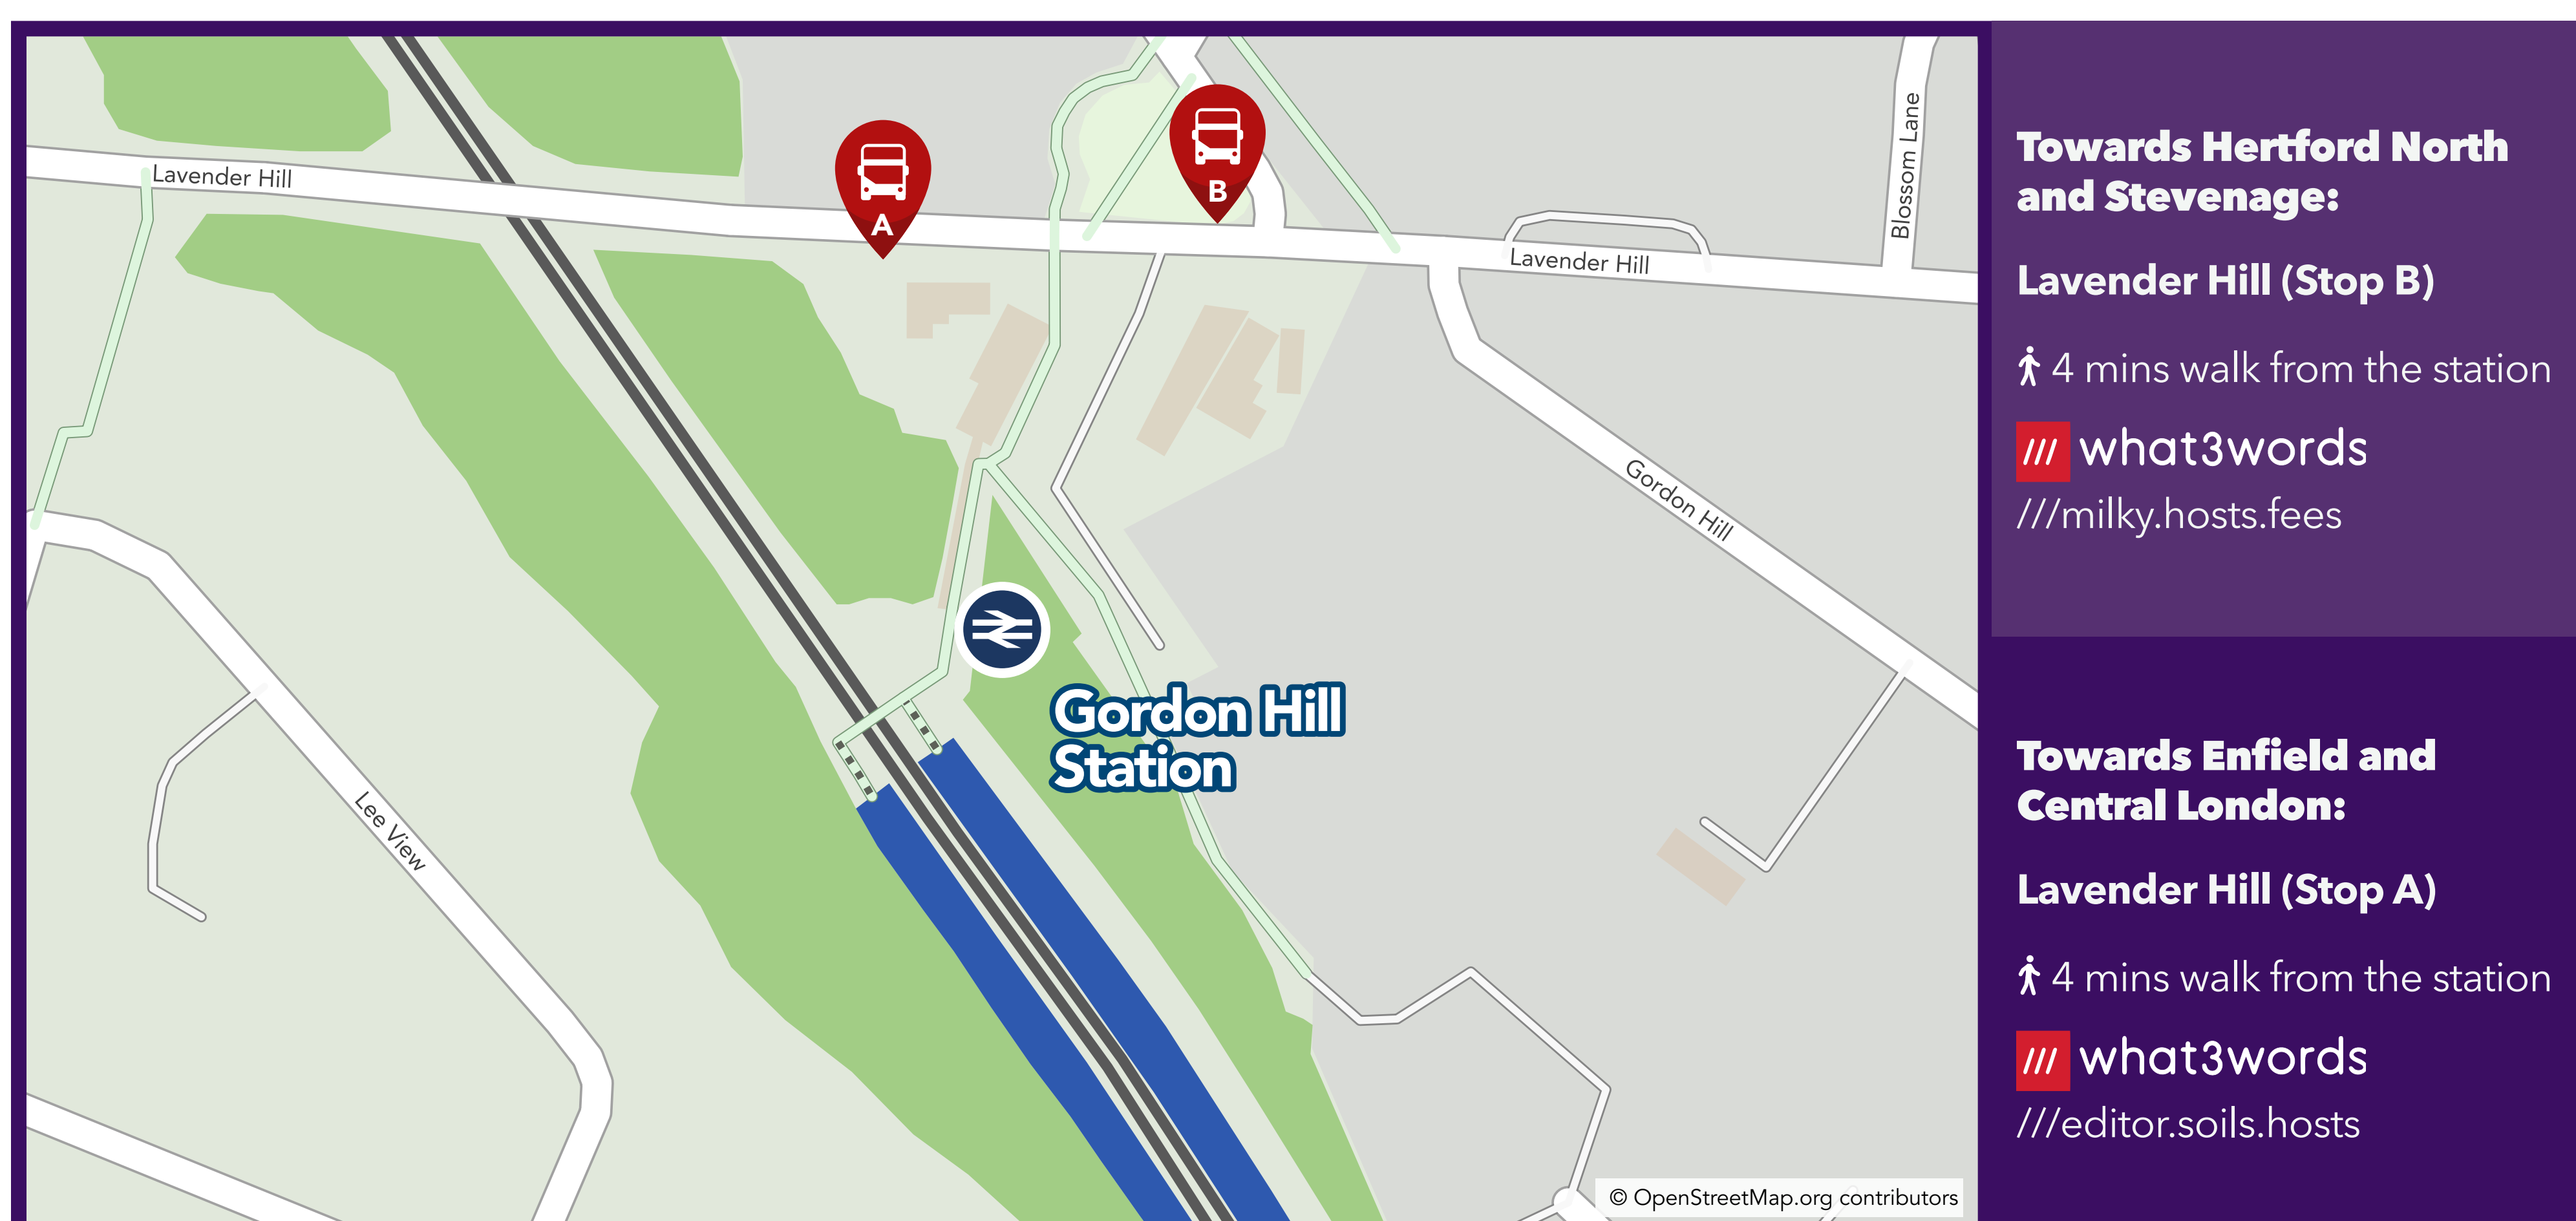 Lavender Hill
A
B
Blossom Lane
Lavender Hill
Gordon Hill
Gordon Hill
Station
Lee View
© OpenStreetMap.org contributors
Towards Hertford North
and Stevenage:
Lavender Hill (Stop B)
4 mins walk from the station
/// what3words
///milky.hosts.fees
Towards Enfield and
Central London:
Lavender Hill (Stop A)
4 mins walk from the station
/// what3words
///editor.soils.hosts